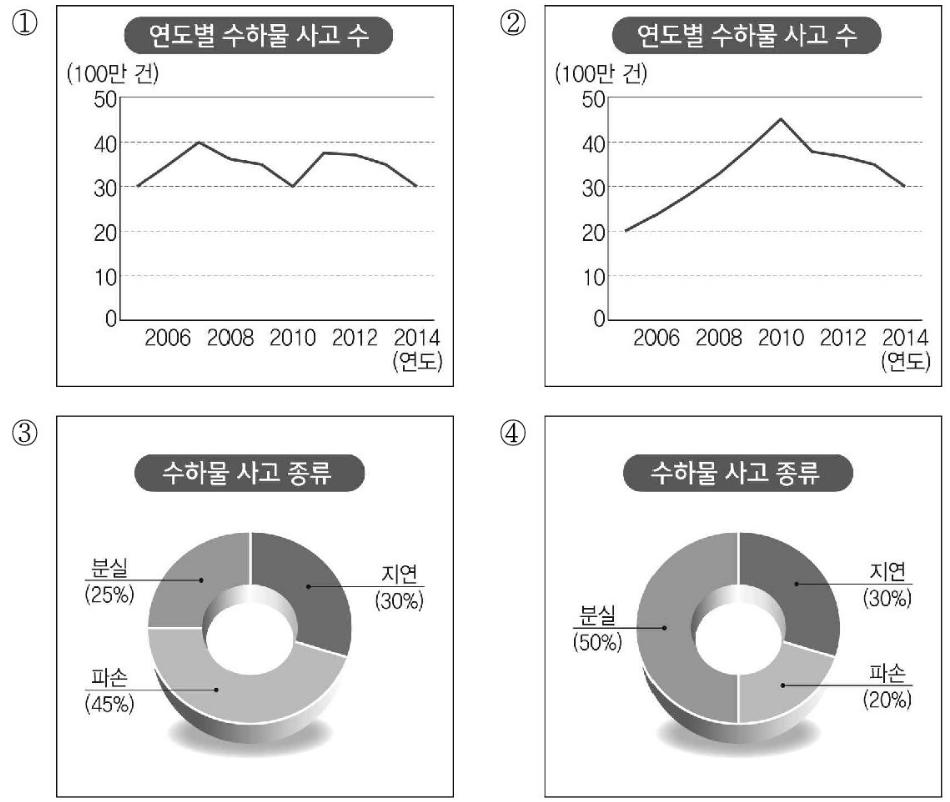 ①
연도별 수하물 사고 수
(100만 건)
50
40
30
20
10
0
2006 2008 2010 2012 2014
(연도)
②
연도별 수하물 사고 수
(100만 건)
50
40
30
20
10
0
2006 2008 2010 2012 2014
(연도)
③
수하물 사고 종류
분실
(25%)
지연
(30%)
파손
(45%)
④
수하물 사고 종류
분실
(50%)
지연
(30%)
파손
(20%)